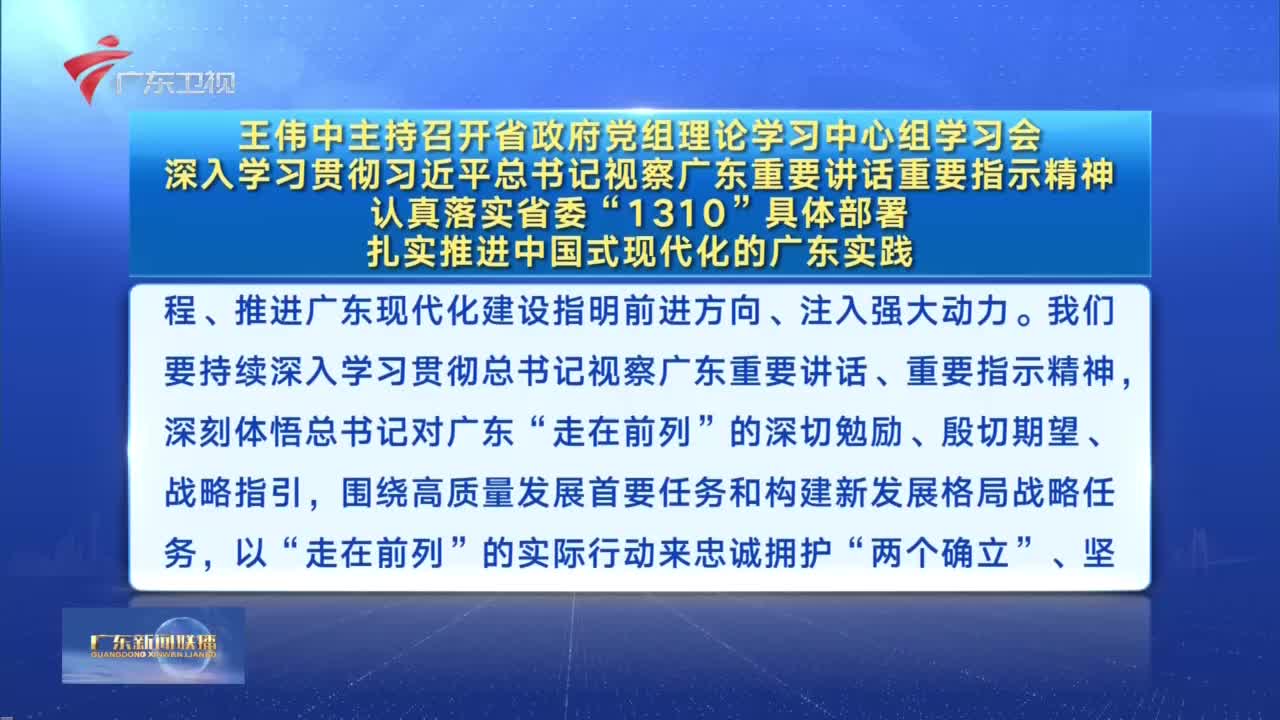 广东卫视
王伟中主持召开省政府党组理论学习中心组学习会
深入学习贯彻习近平总书记视察广东重要讲话重要指示精神
认真落实省委“1310”具体部署
扎实推进中国式现代化的广东实践
程、推进广东现代化建设指明前进方向、注入强大动力。我们
要持续深入学习贯彻总书记视察广东重要讲话、重要指示精神，
深刻体悟总书记对广东“走在前列”的深切勉励、殷切期望、
战略指引，围绕高质量发展首要任务和构建新发展格局战略任
务，以“走在前列”的实际行动来忠诚拥护“两个确立”、坚
广东新闻联播
GUANGDONG XINWEN LIANBO